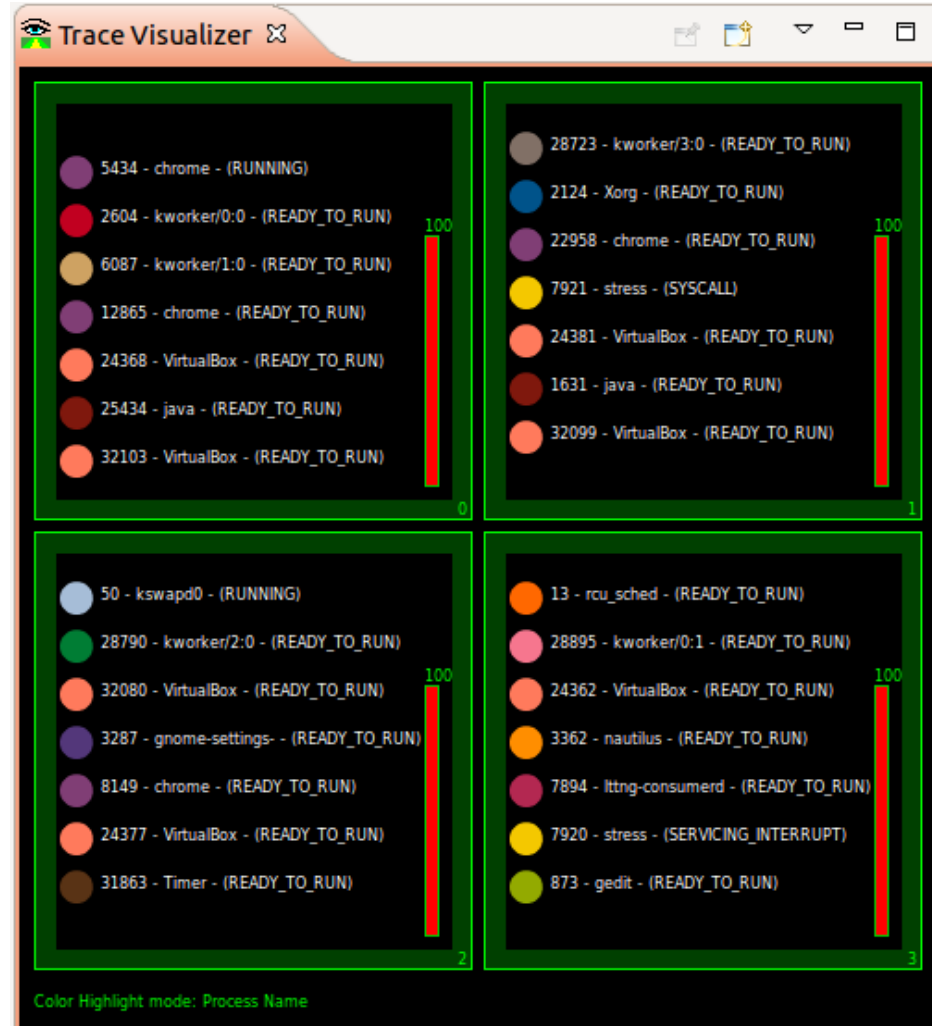 Trace Visualizer
5434 - chrome - (RUNNING)
2604 - kworker/0:0 - (READY_TO_RUN)
100
6087 - kworker/1:0 - (READY_TO_RUN)
12865 - chrome - (READY_TO_RUN)
24368 - VirtualBox - (READY_TO_RUN)
25434 - java - (READY_TO_RUN)
32103 - VirtualBox - (READY_TO_RUN)
0
28723 - kworker/3:0 - (READY_TO_RUN)
2124 - Xorg - (READY_TO_RUN)
100
22958 - chrome - (READY_TO_RUN)
7921 - stress - (SYSCALL)
24381 - VirtualBox - (READY_TO_RUN)
1631 - java - (READY_TO_RUN)
32099 - VirtualBox - (READY_TO_RUN)
1
50 - kswapd0 - (RUNNING)
28790 - kworker/2:0 - (READY_TO_RUN)
100
32080 - VirtualBox - (READY_TO_RUN)
3287 - gnome-settings- - (READY_TO_RUN)
8149 - chrome - (READY_TO_RUN)
24377 - VirtualBox - (READY_TO_RUN)
31863 - Timer - (READY_TO_RUN)
2
13 - rcu_sched - (READY_TO_RUN)
28895 - kworker/0:1 - (READY_TO_RUN)
100
24362 - VirtualBox - (READY_TO_RUN)
3362 - nautilus - (READY_TO_RUN)
7894 - lttng-consumerd - (READY_TO_RUN)
7920 - stress - (SERVICING_INTERRUPT)
873 - gedit - (READY_TO_RUN)
3
Color Highlight mode: Process Name